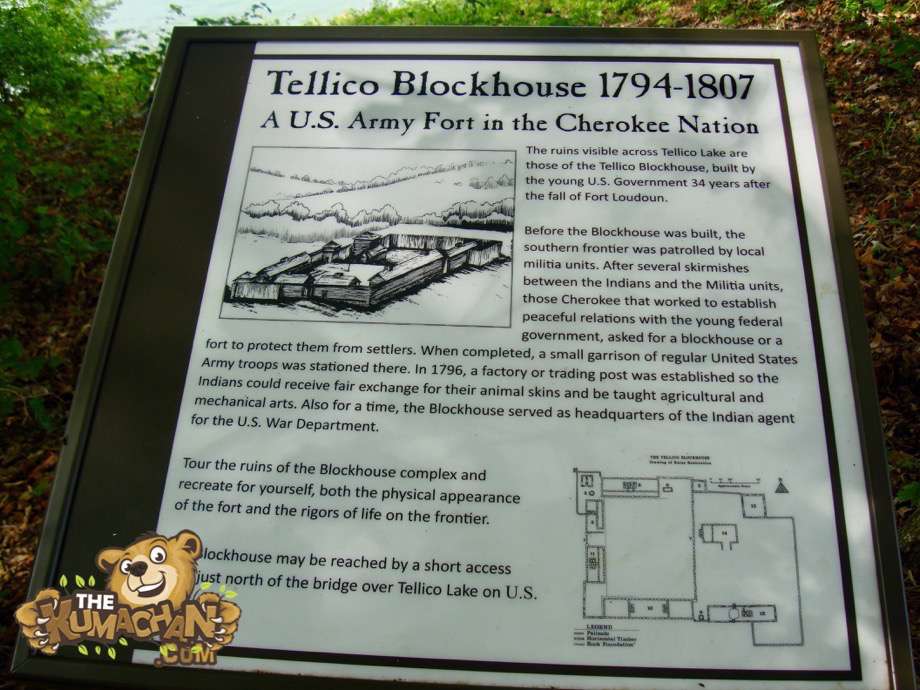 Tellico Blockhouse 1794-1807
A U.S. Army Fort in the Cherokee Nation
The ruins visible across Tellico Lake are
those of the Tellico Blockhouse, built by
the young U.S. Government 34 years after
the fall of Fort Loudoun.
Before the Blockhouse was built, the
southern frontier was patrolled by local
militia units. After several skirmishes
between the Indians and the Militia units,
those Cherokee that worked to establish
peaceful relations with the young federal
government, asked for a blockhouse or a
fort to protect them from settlers. When completed, a small garrison of regular United States
Army troops was stationed there. In 1796, a factory or trading post was established so the
Indians could receive fair exchange for their animal skins and be taught agricultural and
mechanical arts. Also for a time, the Blockhouse served as headquarters of the Indian agent
for the U.S. War Department.
Tour the ruins of the Blockhouse complex and
recreate for yourself, both the physical appearance
of the fort and the rigors of life on the frontier.
lockhouse may be reached by a short access
just north of the bridge over Tellico Lake on U.S.
THE TELLICO BLOCKHOUSE
LEGEND
Palisade
Horizontal Timber
Rock Foundation
THE
KUMACHAN
.COM